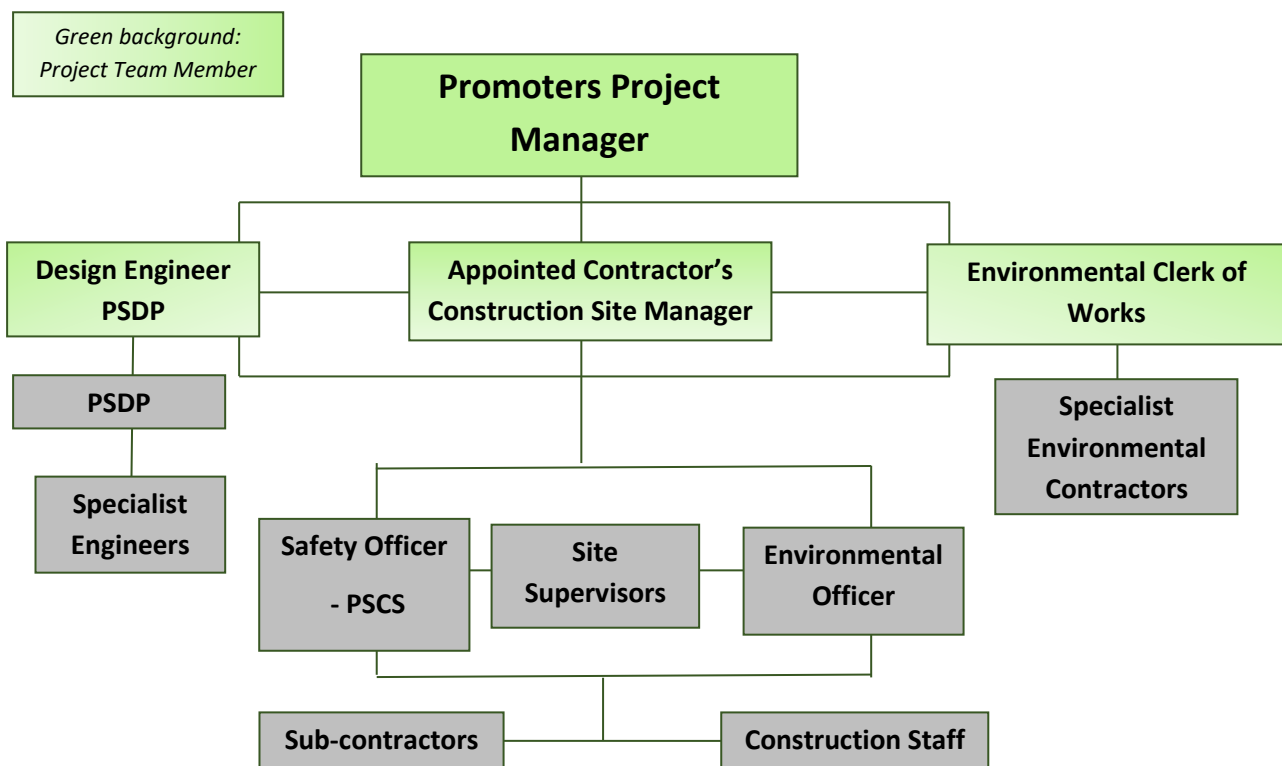 Green background:
Project Team Member
Promoters Project
Manager
Design Engineer
PSDP
Appointed Contractor’s
Construction Site Manager
Environmental Clerk of
Works
PSDP
Specialist
Environmental
Contractors
Specialist
Engineers
Safety Officer
- PSCS
Site
Supervisors
Environmental
Officer
Sub-contractors
Construction Staff